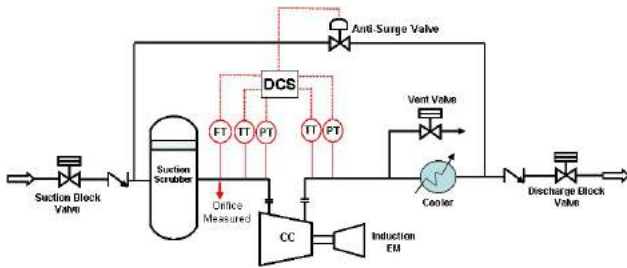 Anti-Surge Valve
DCS
Vent Valve
FT
TT
PT
TT
PT
Suction
Scrubber
Suction Block
Valve
Orifice
Measured
Cooler
Discharge Block
Valve
CC
Induction
EM